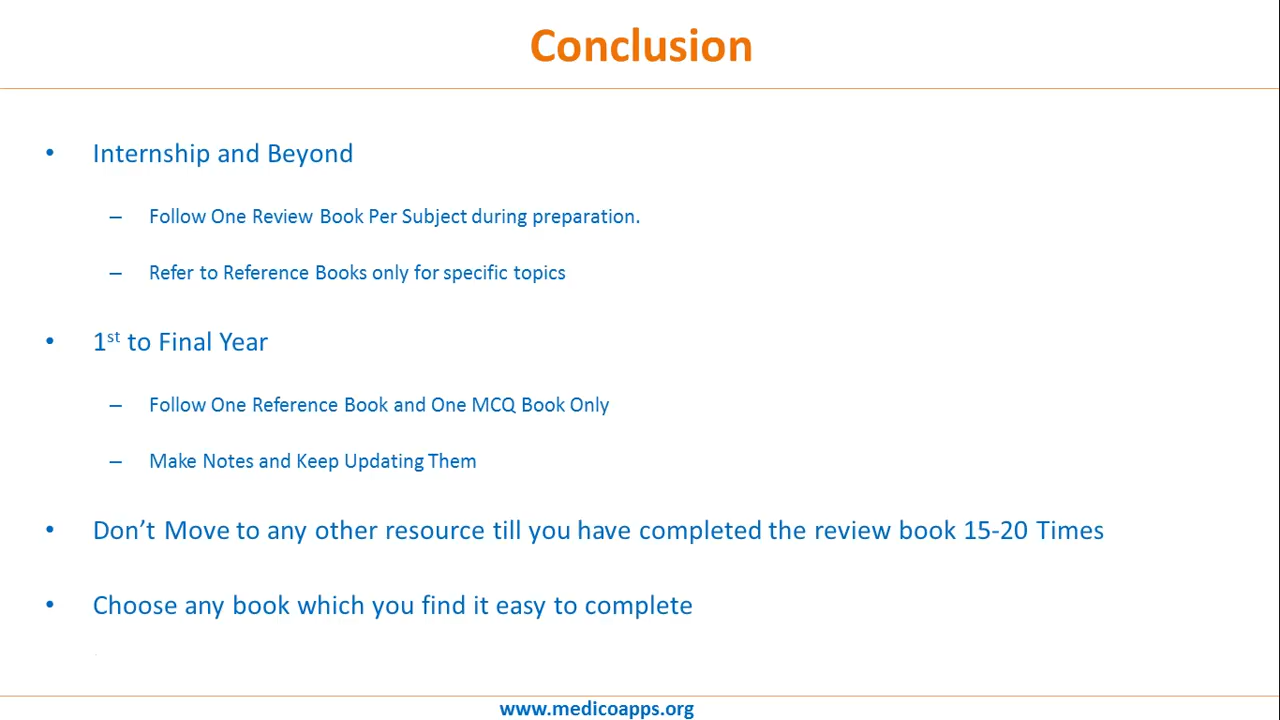 Conclusion
• Internship and Beyond
– Follow One Review Book Per Subject during preparation.
– Refer to Reference Books only for specific topics
• 1st to Final Year
– Follow One Reference Book and One MCQ Book Only
– Make Notes and Keep Updating Them
• Don’t Move to any other resource till you have completed the review book 15-20 Times
• Choose any book which you find it easy to complete
www.medicoapps.org